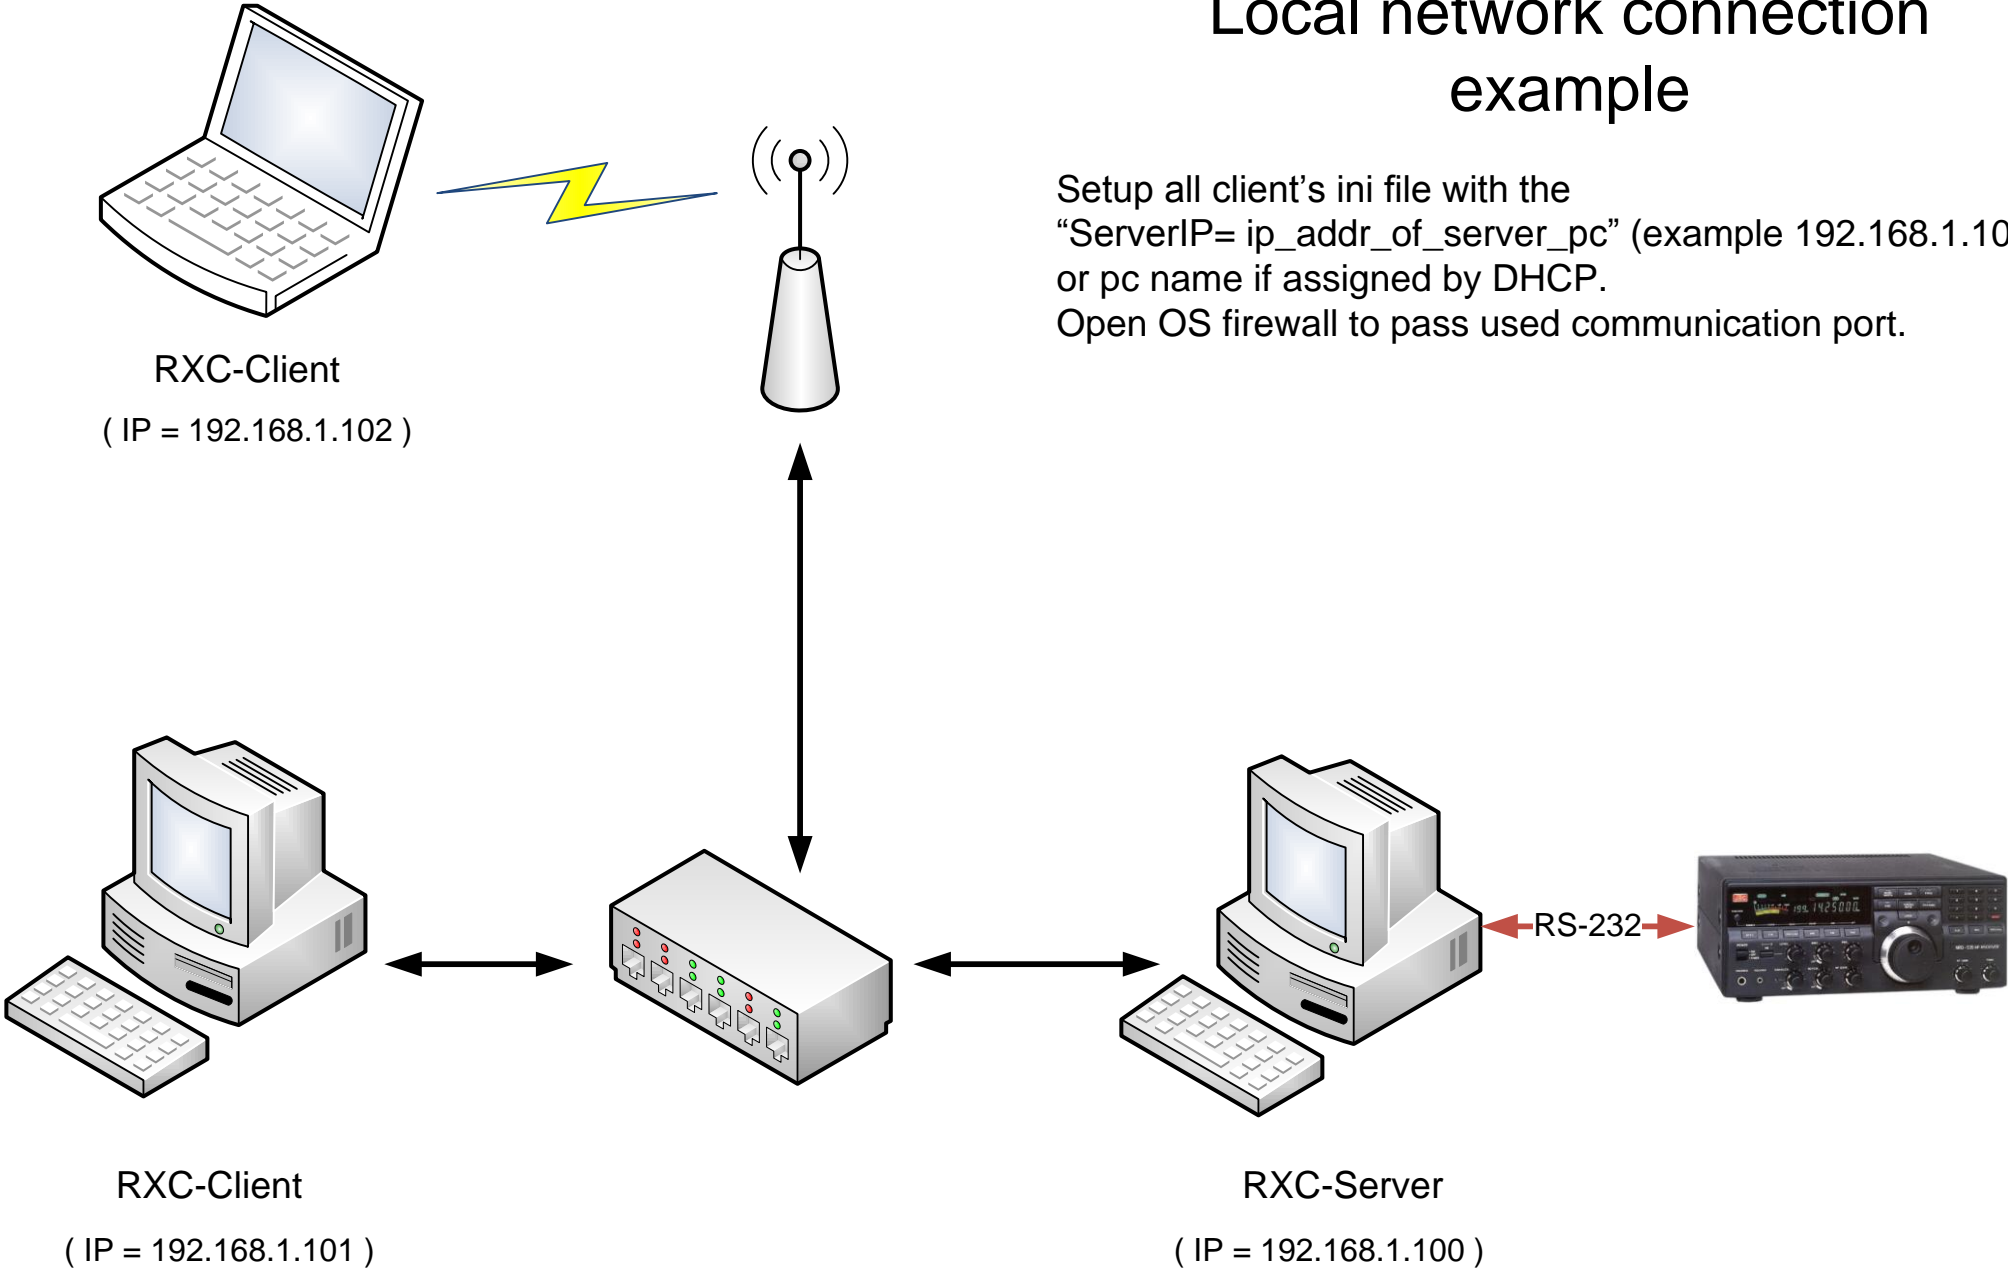 Local network connection
example
Setup all client’s ini file with the
“ServerIP= ip_addr_of_server_pc” (example 192.168.1.10
or pc name if assigned by DHCP.
Open OS firewall to pass used communication port.
RXC-Client
( IP = 192.168.1.102 )
RS-232
RXC-Client
( IP = 192.168.1.101 )
RXC-Server
( IP = 192.168.1.100 )